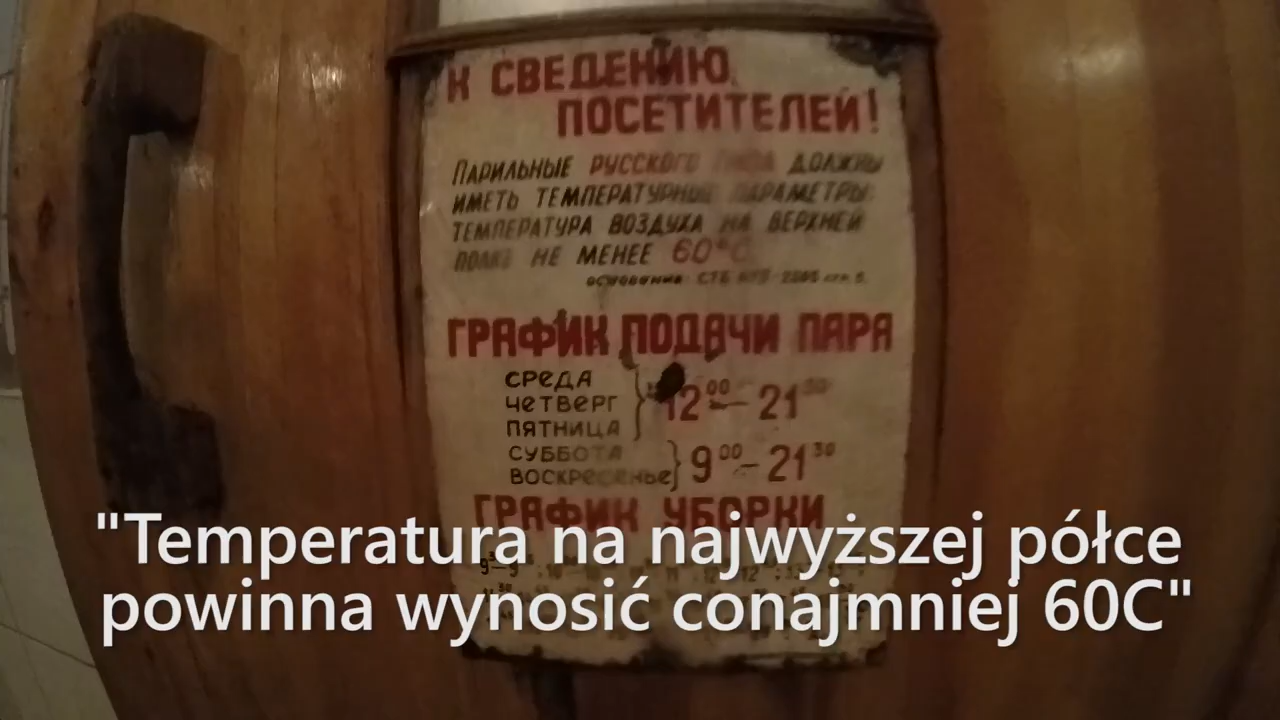 К СВЕДЕНИЮ
ПОСЕТИТЕЛЕЙ!
ПАРИЛЬНЫЕ РУССКОГО ТИПА ДОЛЖНЫ
ИМЕТЬ ТЕМПЕРАТУРНЫЕ ПАРАМЕТРЫ:
ТЕМПЕРАТУРА ВОЗДУХА НА ВЕРХНЕЙ
ПОЛКЕ НЕ МЕНЕЕ 60°С
ГРАФИК ПОДАЧИ ПАРА
СРЕДА
ЧЕТВЕРГ
ПЯТНИЦА
12⁰⁰ — 21³⁰
СУББОТА
ВОСКРЕСЕНЬЕ
9⁰⁰ — 21³⁰
ГРАФИК УБОРКИ
"Temperatura na najwyższej półce
powinna wynosić conajmniej 60C"